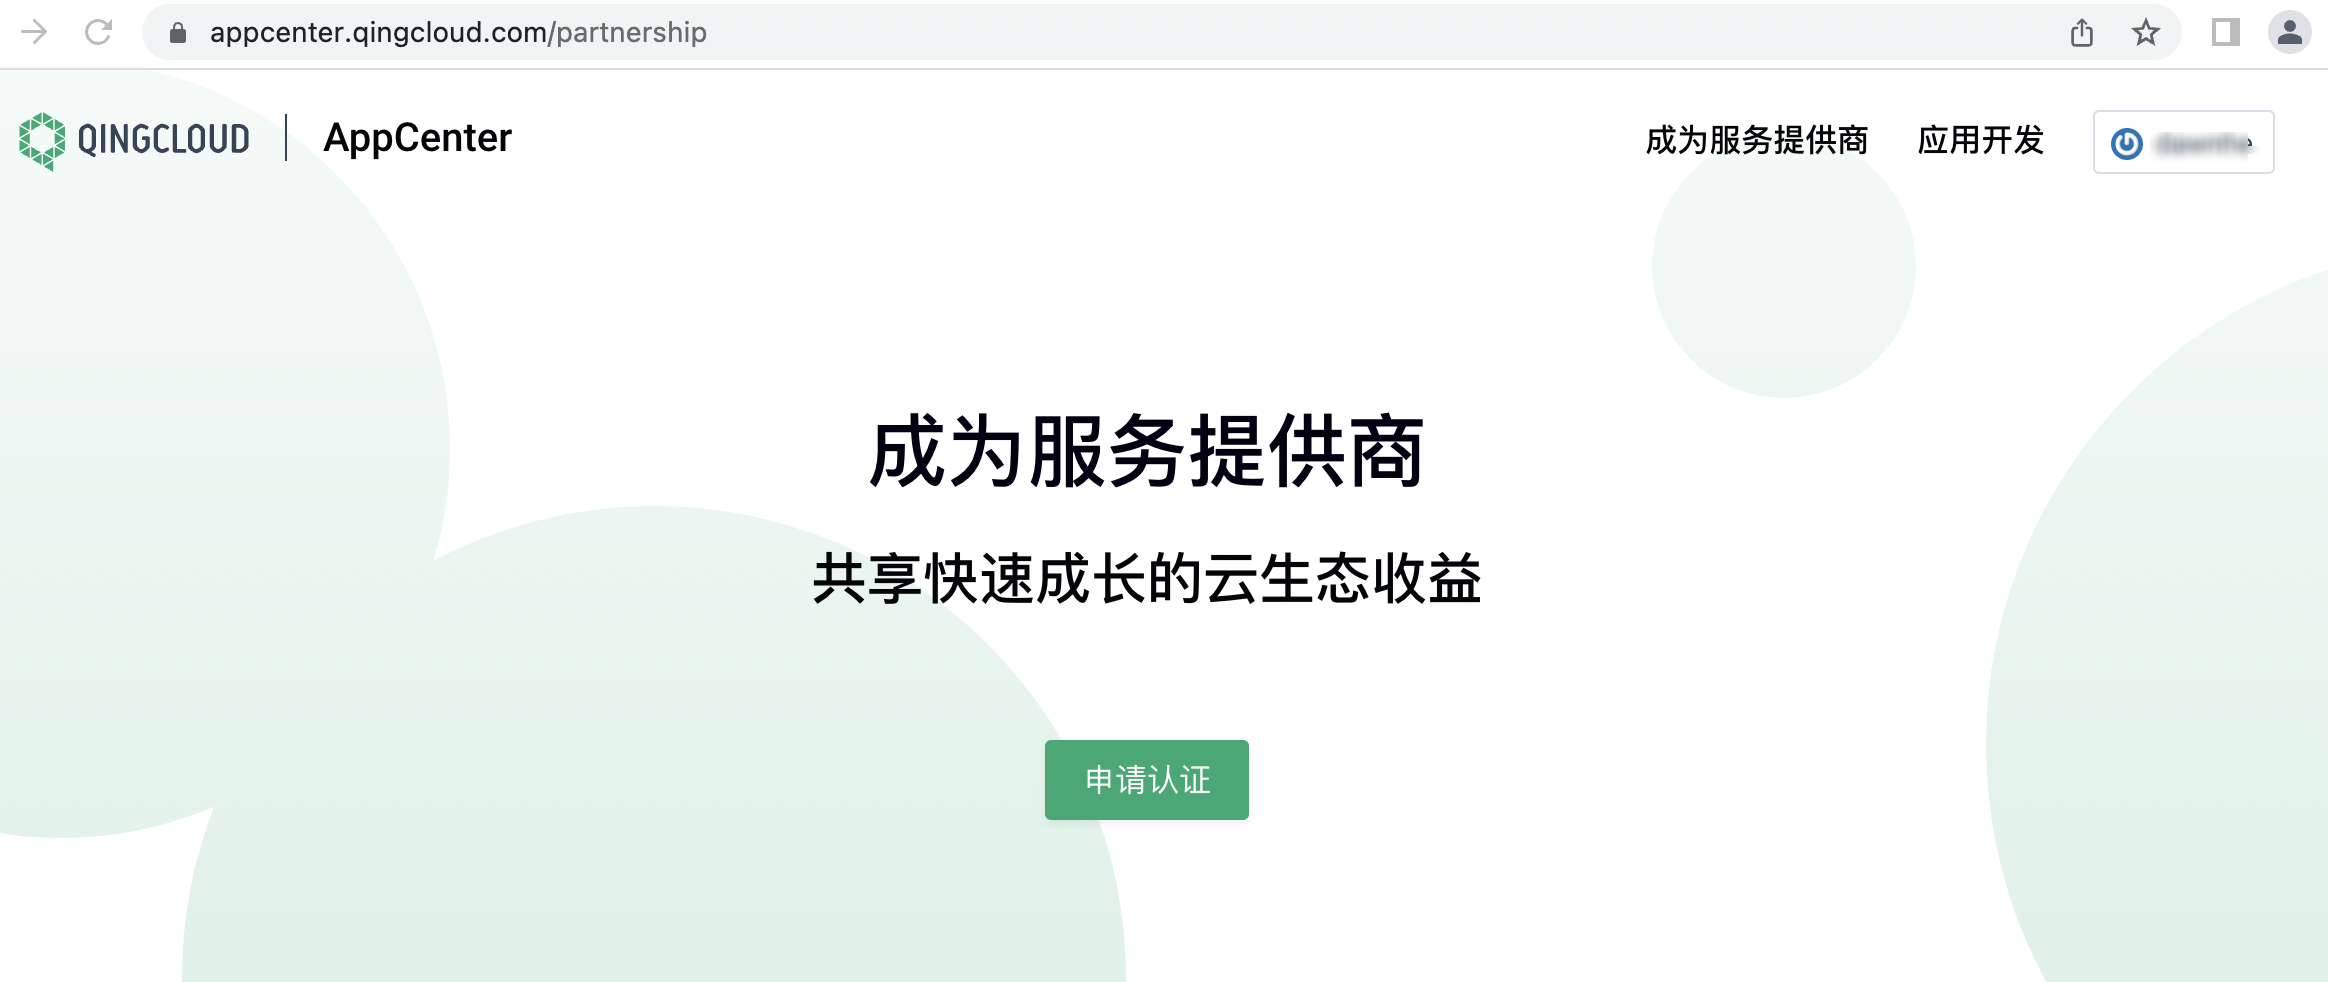 appcenter.qingcloud.com/partnership
QINGCLOUD AppCenter 成为服务提供商 应用开发
成为服务提供商
共享快速成长的云生态收益
申请认证